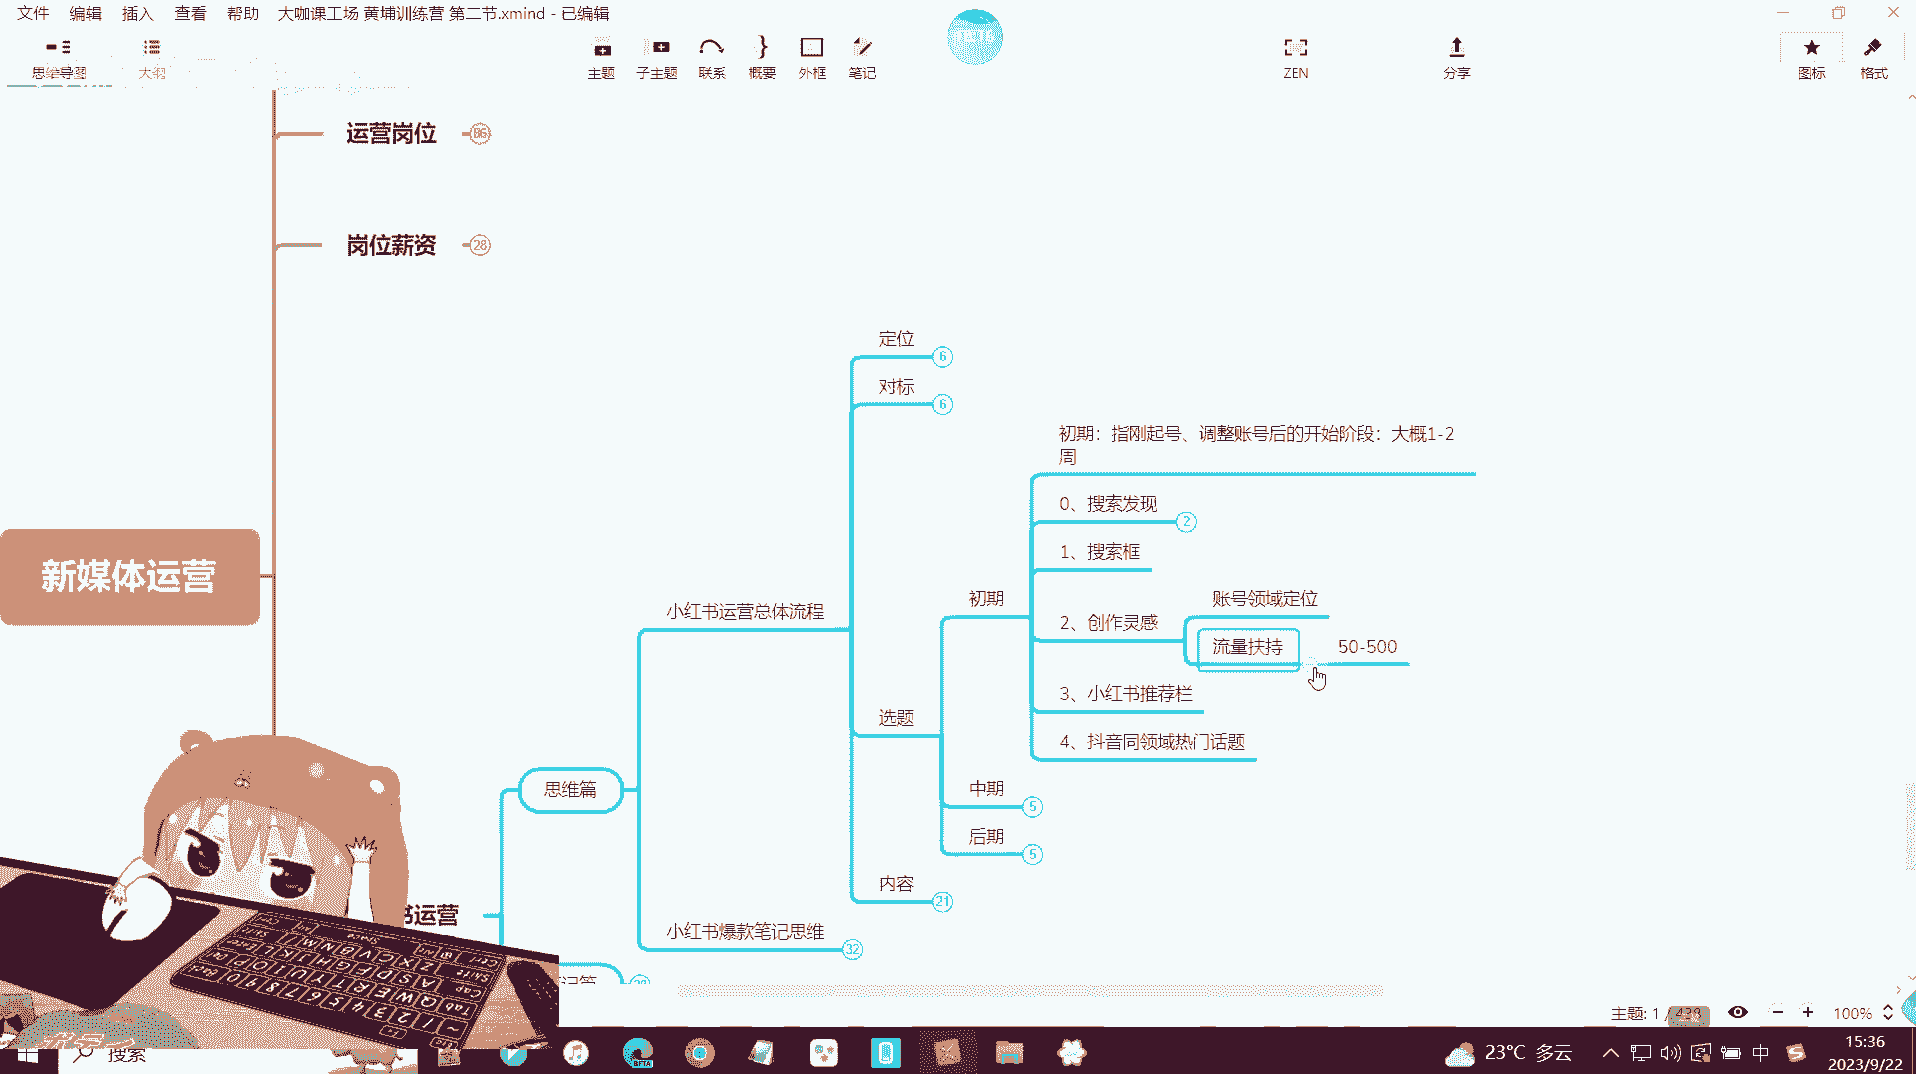 文件 编辑 插入 查看 帮助 大咖课工场 黄埔训练营 第二节.xmind - 已编辑
思维导图 大纲 主题 子主题 联系 概要 外框 笔记 ZEN 分享 图标 格式
运营岗位 86
岗位薪资 28
定位 6
对标 6
初期：指刚起号、调整账号后的开始阶段：大概1-2
周
0、搜索发现 2
1、搜索框
新媒体运营
初期
账号领域定位
小红书运营总体流程
2、创作灵感
流量扶持 50-500
3、小红书推荐栏
选题
4、抖音同领域热门话题
思维篇
中期 5
后期 5
内容 21
书运营
小红书爆款笔记思维 32
主题: 1 / 438
100%
搜索
BETA
23°C 多云
中
15:36
2023/9/22